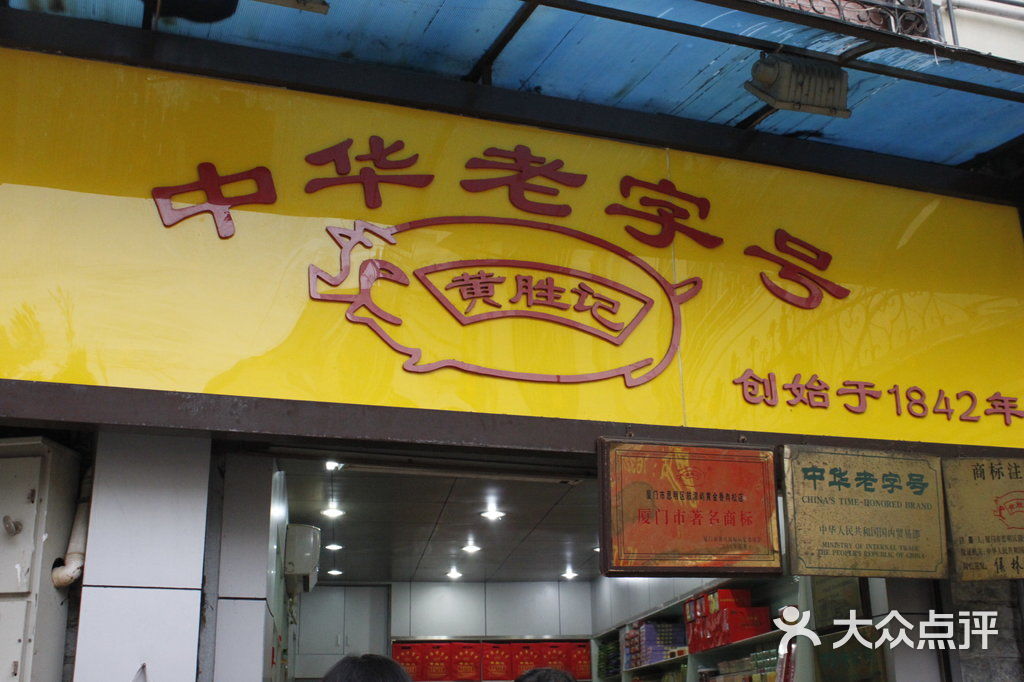 中华老字号
黄胜记
创始于1842年
厦门市著名商标
中华老字号
CHINA'S TIME-HONORED BRAND
中华人民共和国国内贸易部
MINISTRY OF INTERNAL TRADE
THE PEOPLE'S REPUBLIC OF CHINA
商标注
大众点评